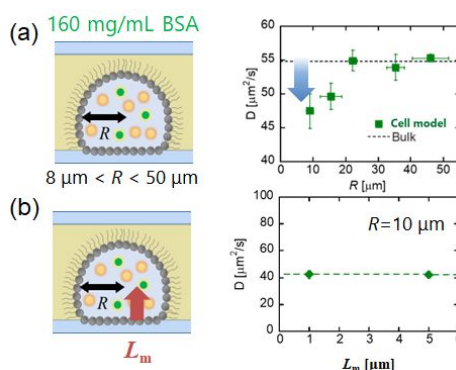 (a)
160 mg/mL BSA
R
8 µm < R < 50 µm
D [µm²/s]
60
55
50
45
40
Cell model
Bulk
0 10 20 30 40 50
R [µm]
(b)
R
Lm
D [µm²/s]
100
80
60
40
20
0
R=10 µm
0 1 2 3 4 5
Lm [µm]